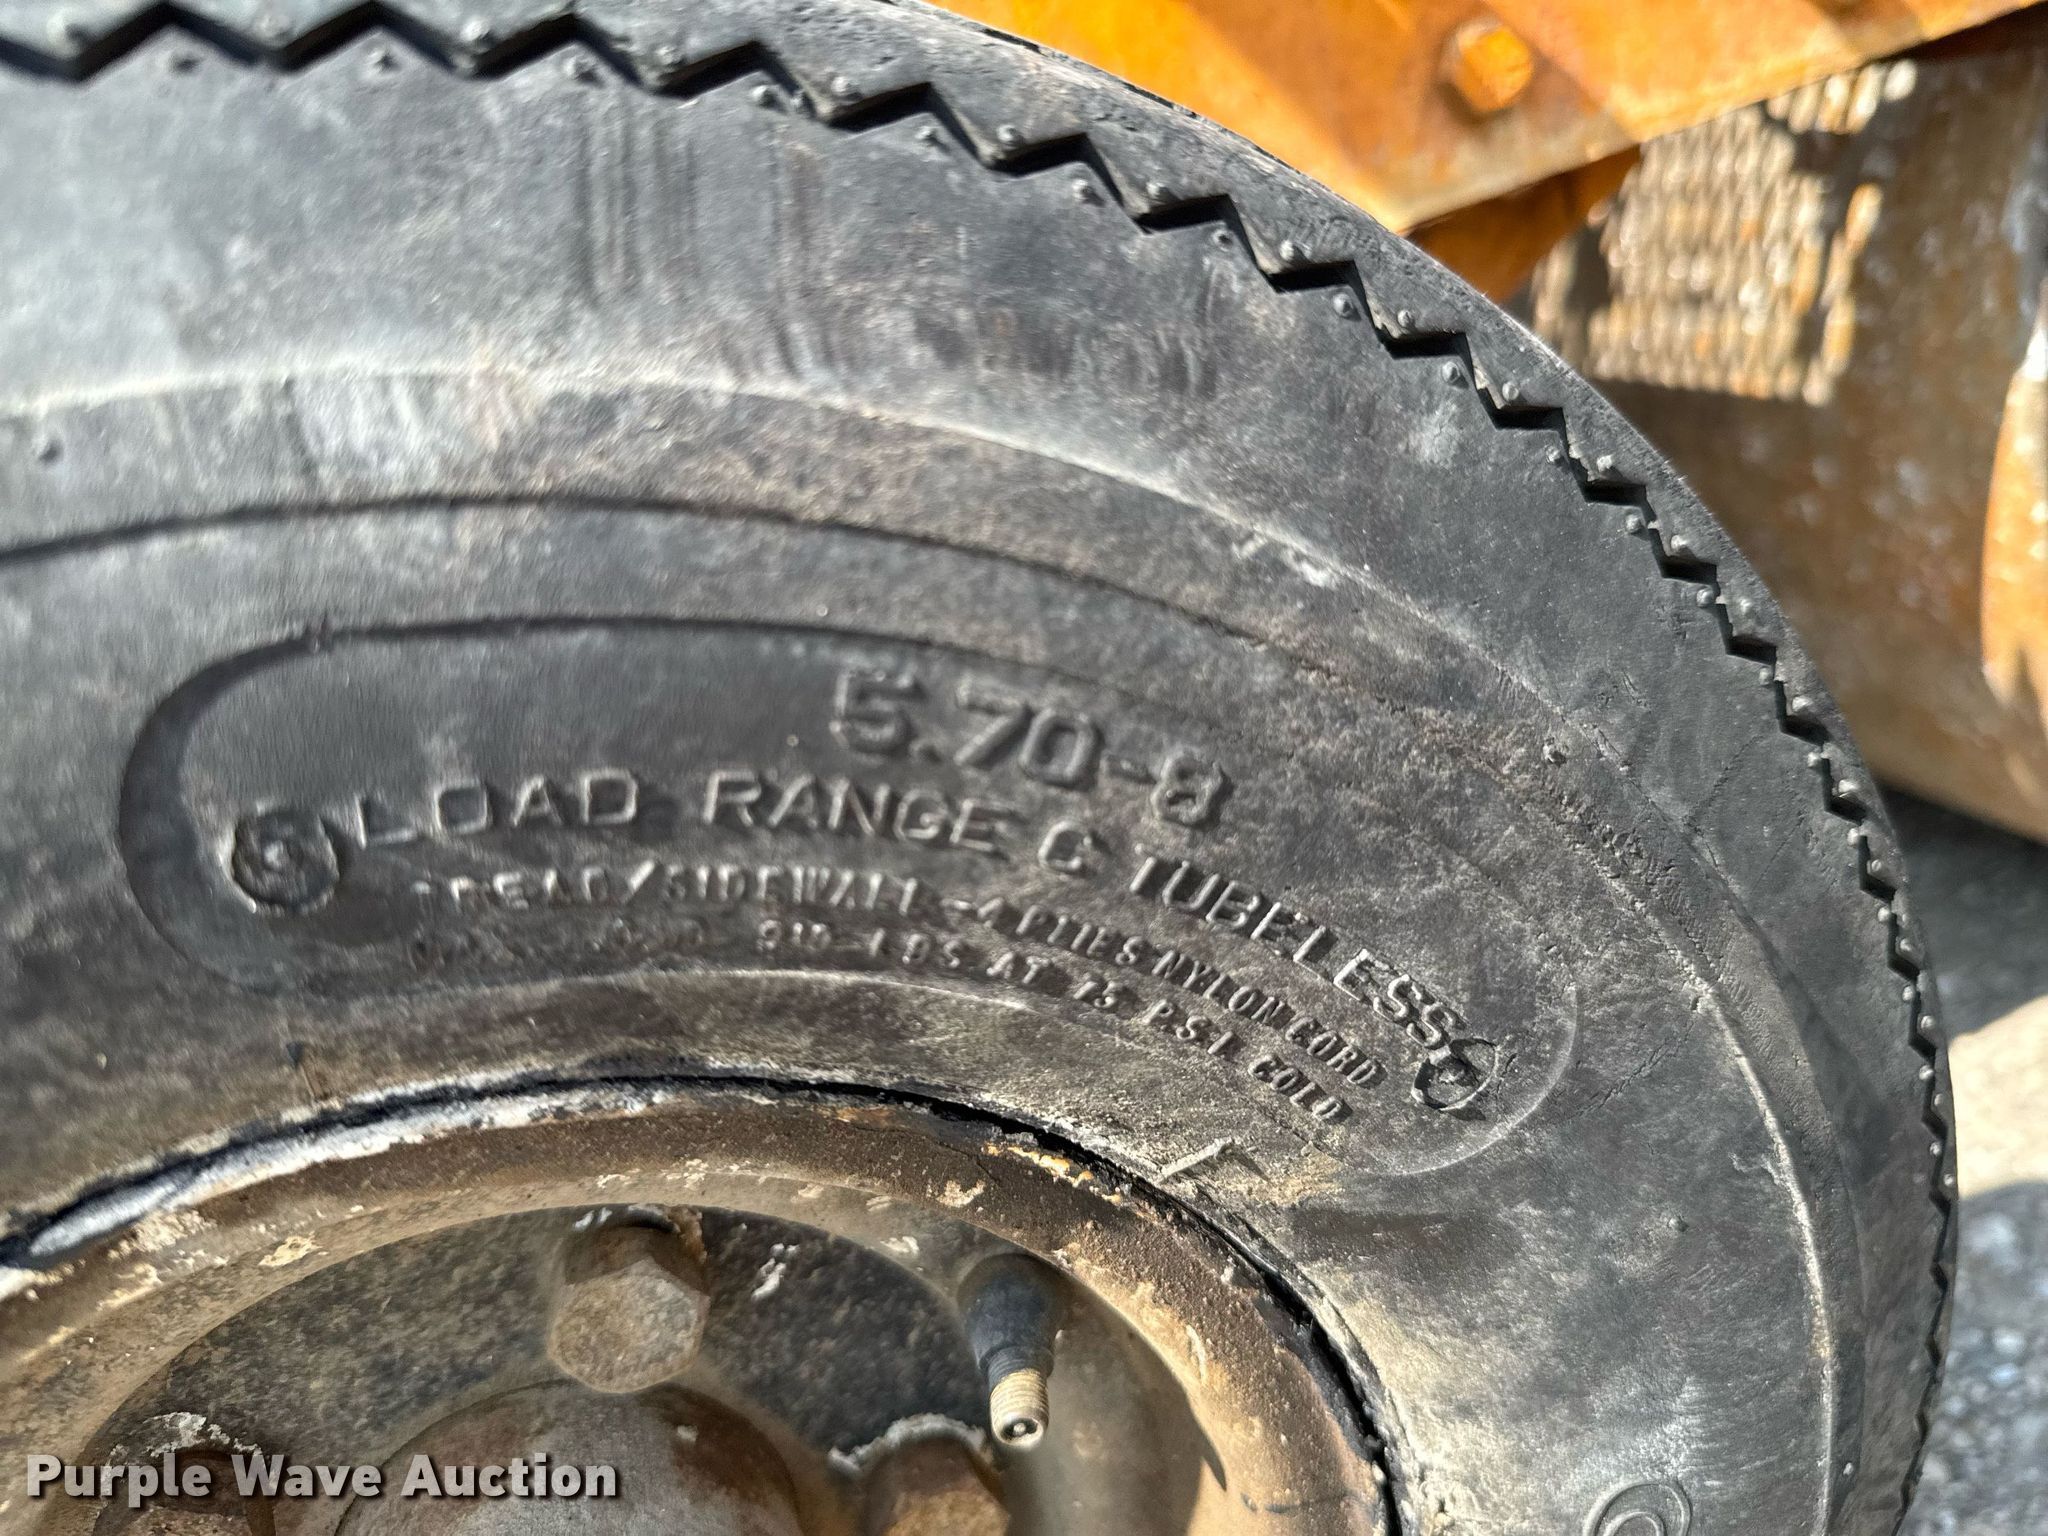 5.70-8
LOAD RANGE C TUBELESS
TREAD/SIDEWALL -4 PLIES NYLON CORD
910 LBS AT 75 P.S.I. COLD
Purple Wave Auction